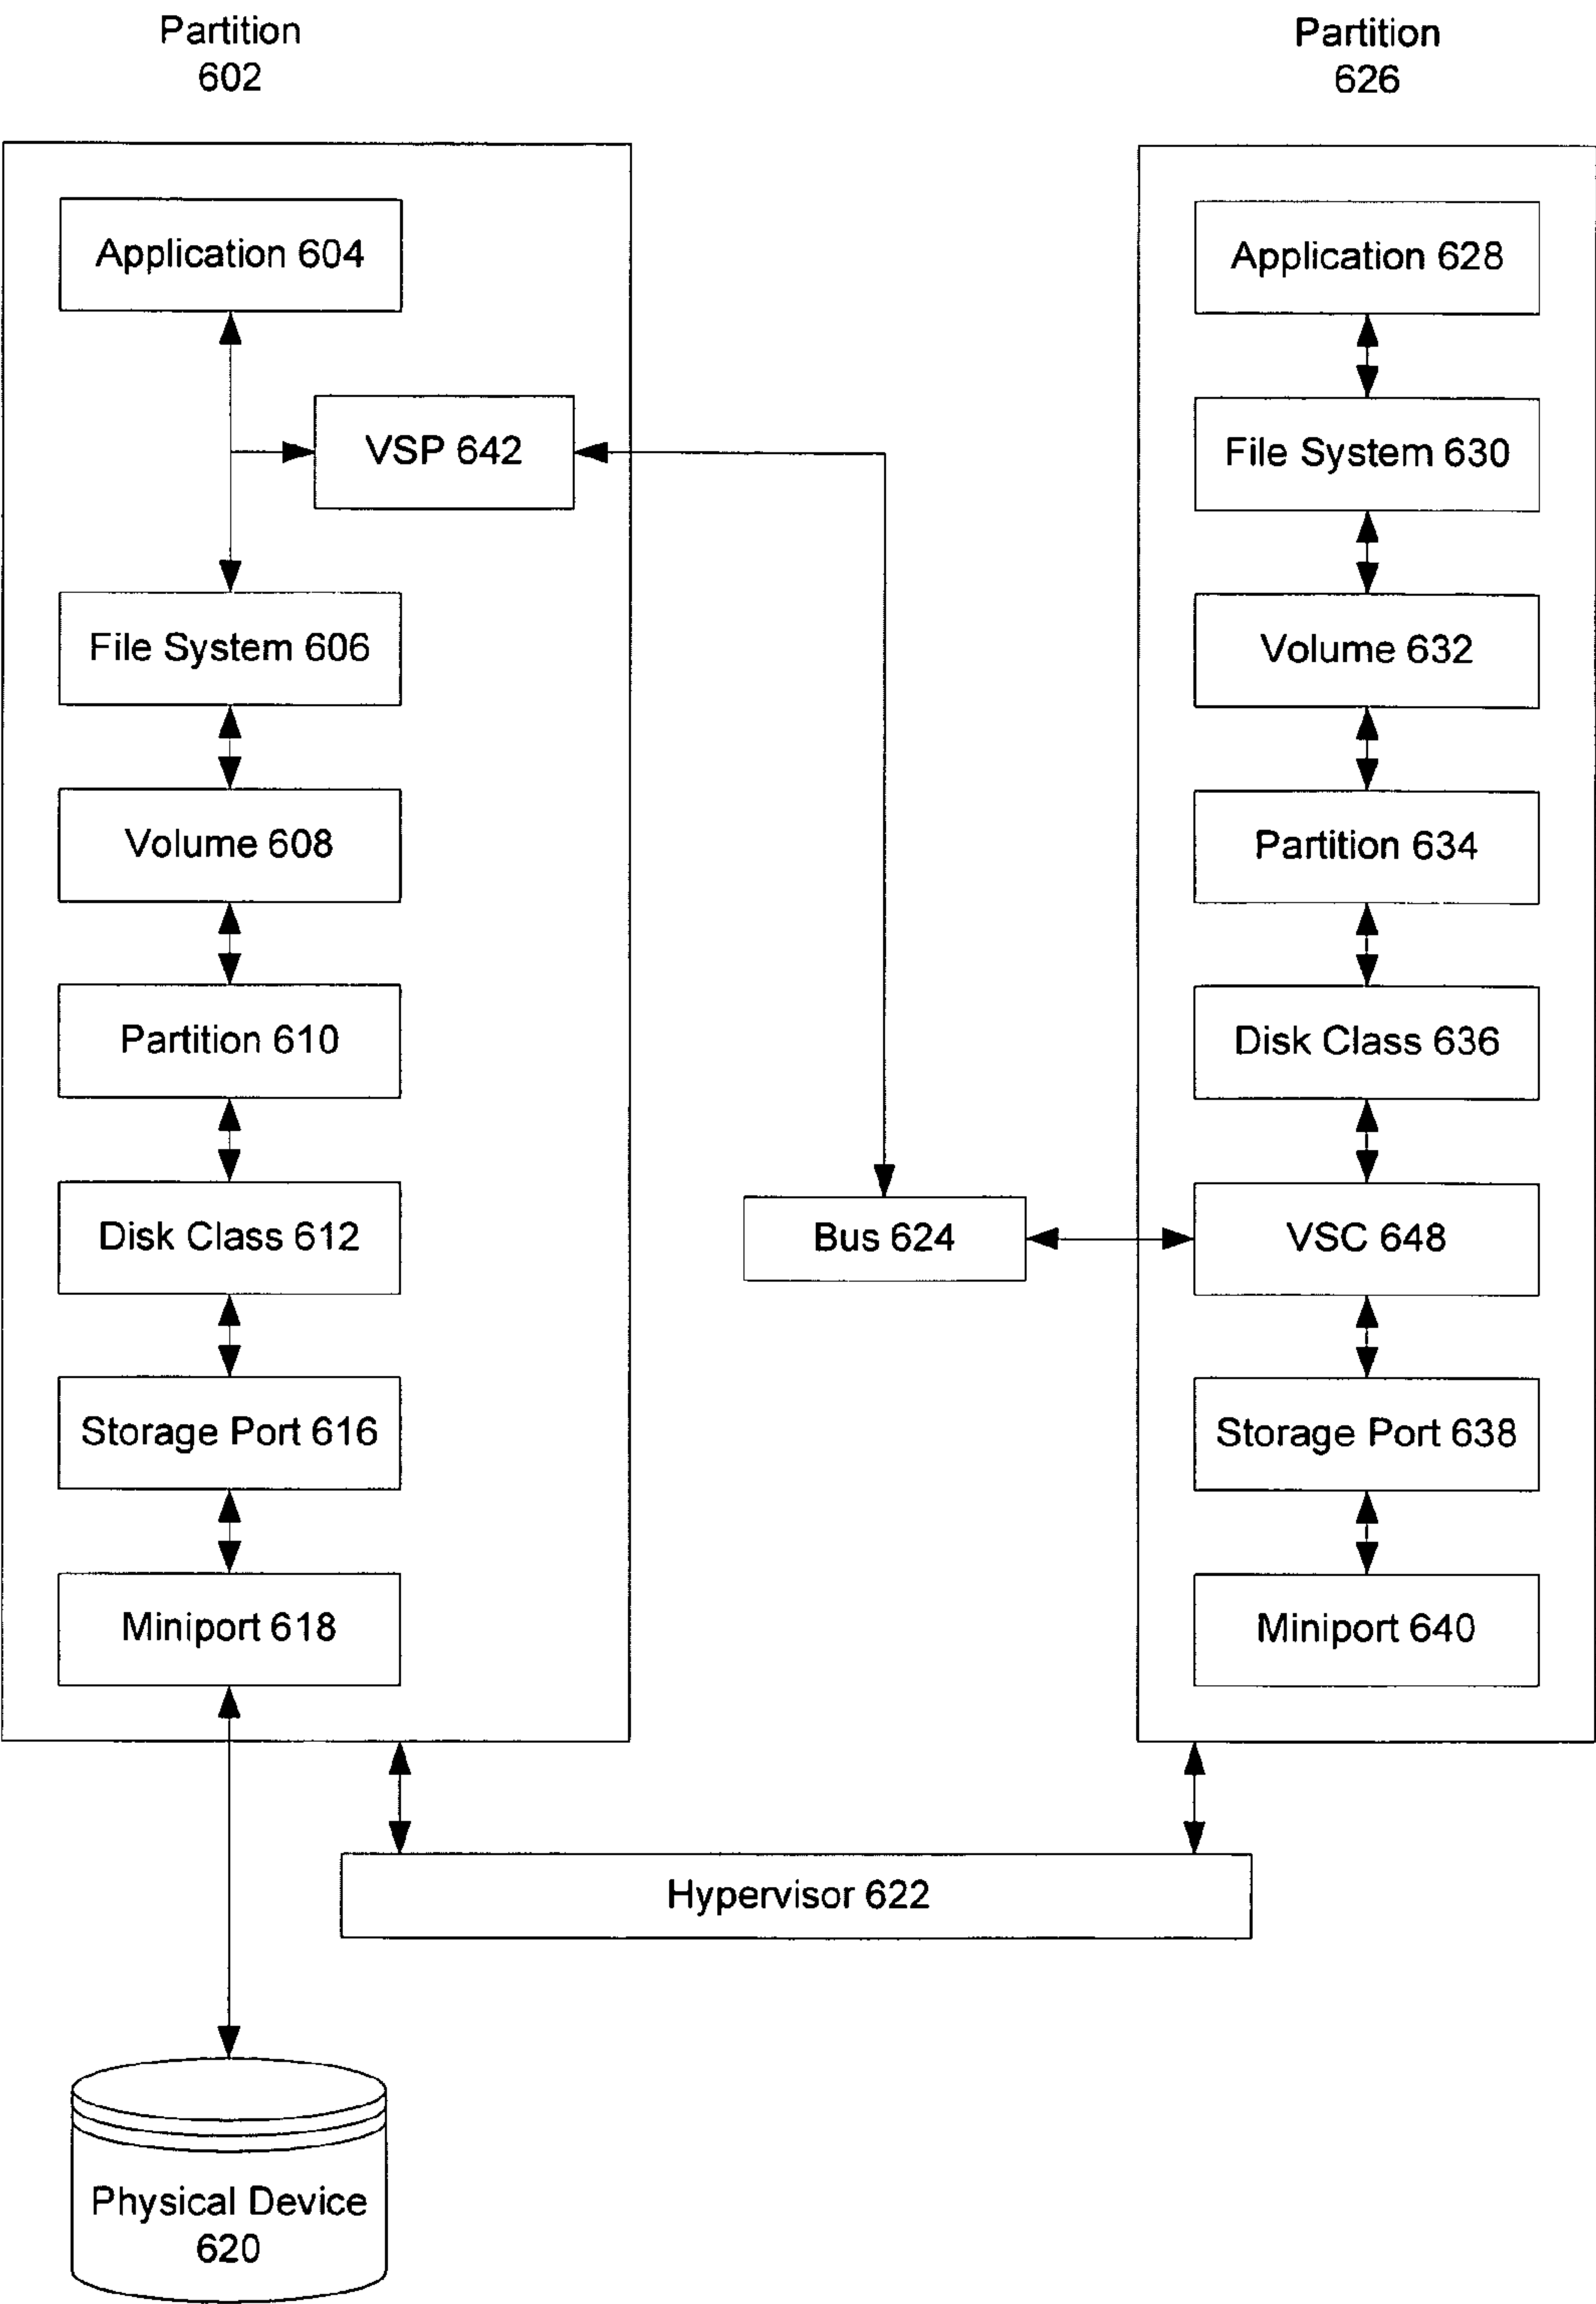 Partition
602
Partition
626
Application 604
VSP 642
File System 606
Volume 608
Partition 610
Disk Class 612
Storage Port 616
Miniport 618
Bus 624
Application 628
File System 630
Volume 632
Partition 634
Disk Class 636
VSC 648
Storage Port 638
Miniport 640
Hypervisor 622
Physical Device
620